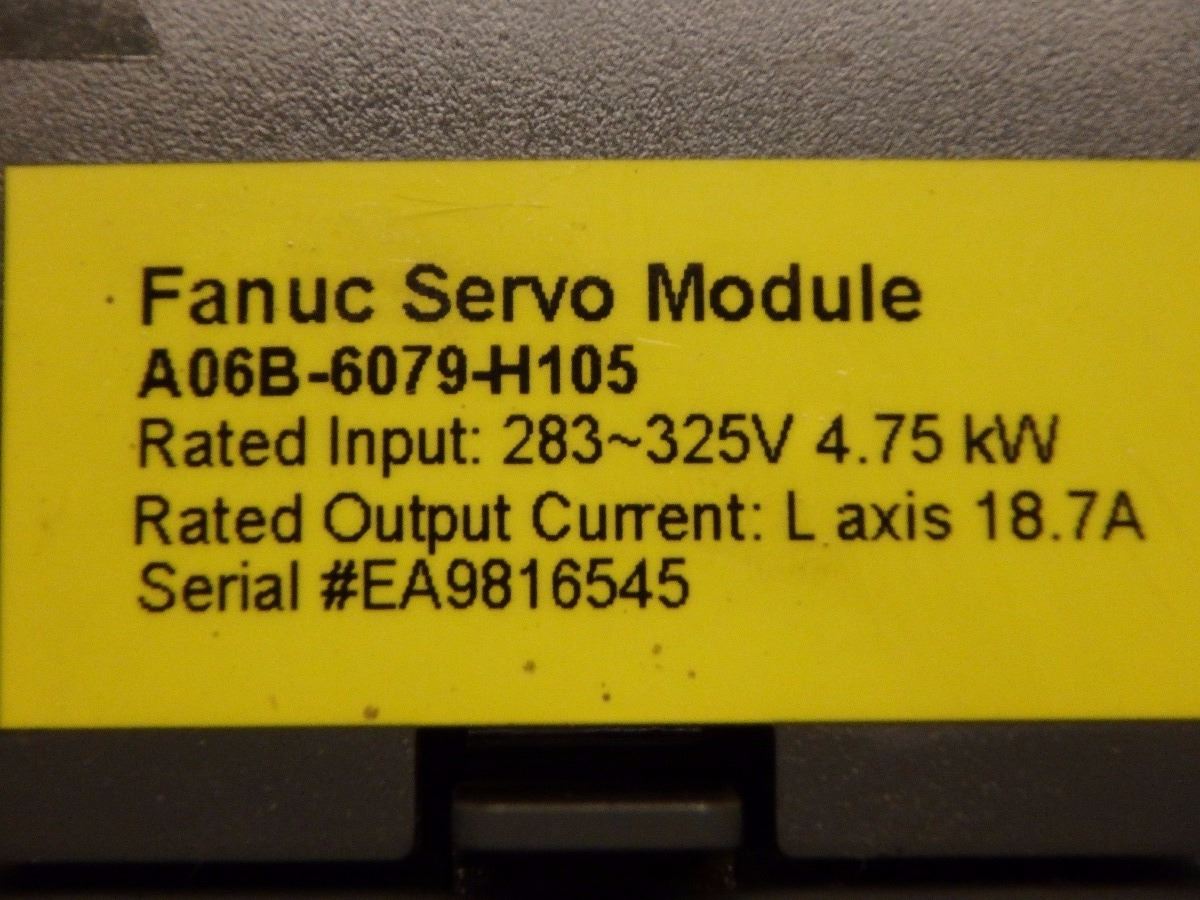 Fanuc Servo Module
A06B-6079-H105
Rated Input: 283~325V 4.75 kW
Rated Output Current: L axis 18.7A
Serial #EA9816545